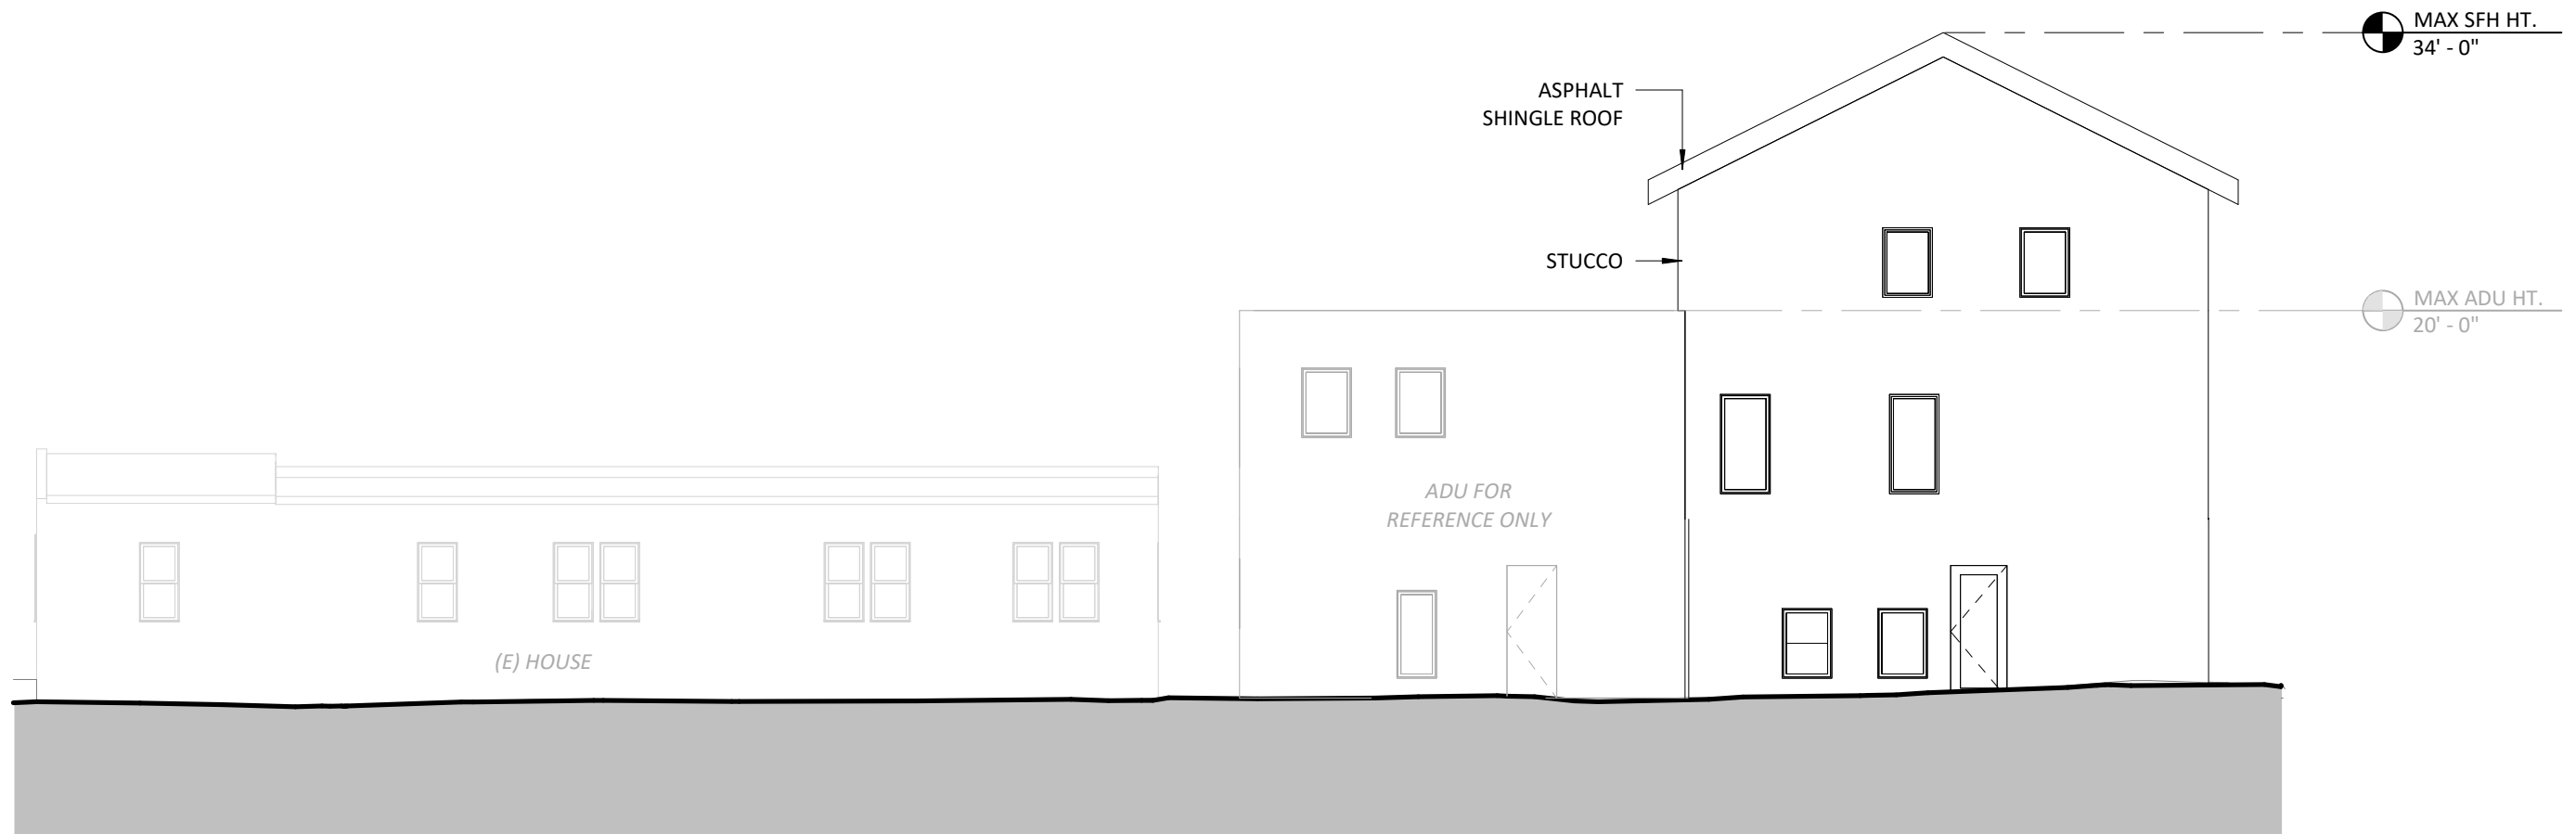 MAX SFH HT.
34' - 0"
ASPHALT
SHINGLE ROOF
STUCCO
MAX ADU HT.
20' - 0"
ADU FOR
REFERENCE ONLY
(E) HOUSE